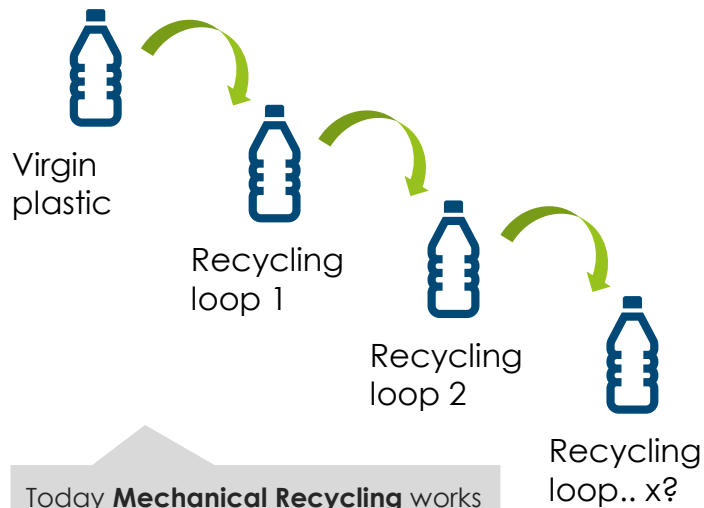 Virgin
plastic
Recycling
loop 1
Recycling
loop 2
Recycling
loop.. x?
Today Mechanical Recycling works